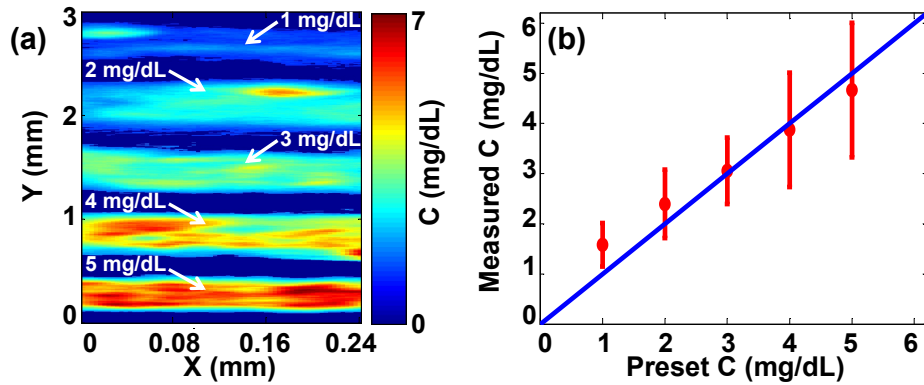 (a)
3
2
1
0
Y (mm)
1 mg/dL
2 mg/dL
3 mg/dL
4 mg/dL
5 mg/dL
0
0.08
0.16
0.24
X (mm)
7
0
C (mg/dL)
(b)
6
5
4
3
2
1
Measured C (mg/dL)
0
1
2
3
4
5
6
Preset C (mg/dL)